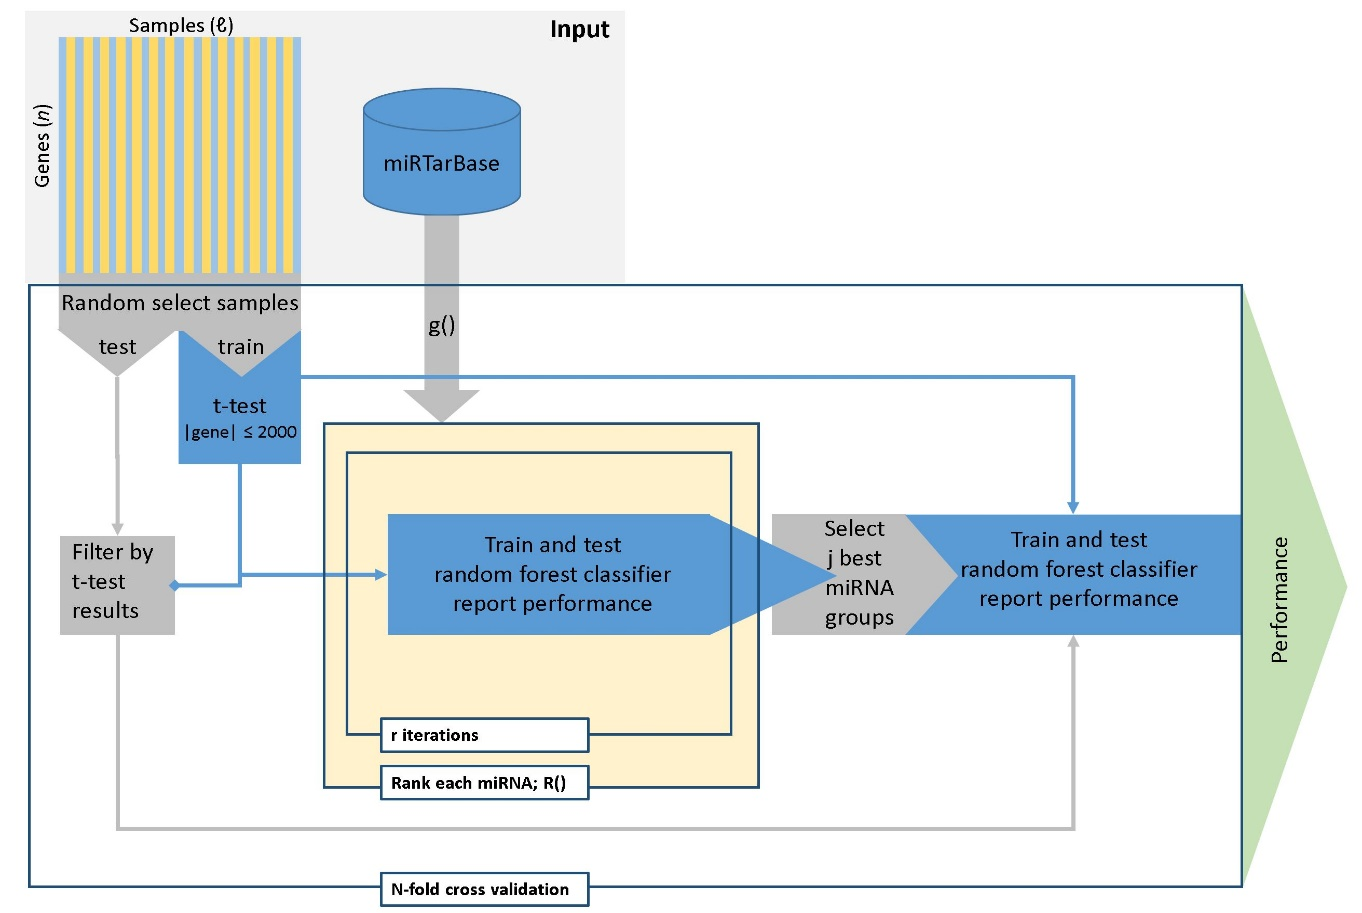 Samples (ℓ)
Input
Genes (n)
miRTarBase
Random select samples
test
train
g()
t-test
|gene| ≤ 2000
Filter by
t-test
results
Train and test
random forest classifier
report performance
Select
j best
miRNA
groups
Train and test
random forest classifier
report performance
Performance
r iterations
Rank each miRNA; R()
N-fold cross validation